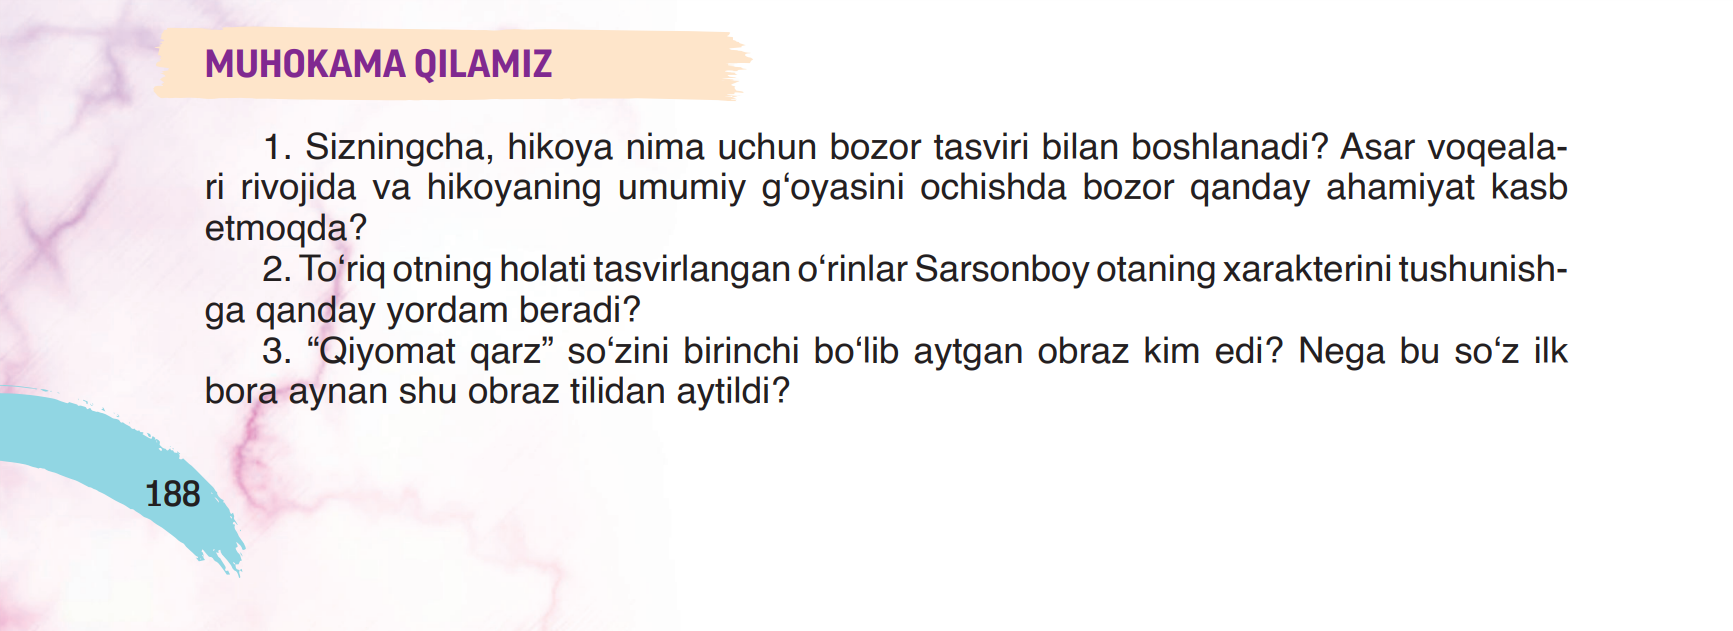 MUHOKAMA QILAMIZ
1. Sizningcha, hikoya nima uchun bozor tasviri bilan boshlanadi? Asar voqeala-
ri rivojida va hikoyaning umumiy g‘oyasini ochishda bozor qanday ahamiyat kasb
etmoqda?
2. To‘riq otning holati tasvirlangan o‘rinlar Sarsonboy otaning xarakterini tushunish-
ga qanday yordam beradi?
3. “Qiyomat qarz” so‘zini birinchi bo‘lib aytgan obraz kim edi? Nega bu so‘z ilk
bora aynan shu obraz tilidan aytildi?
188